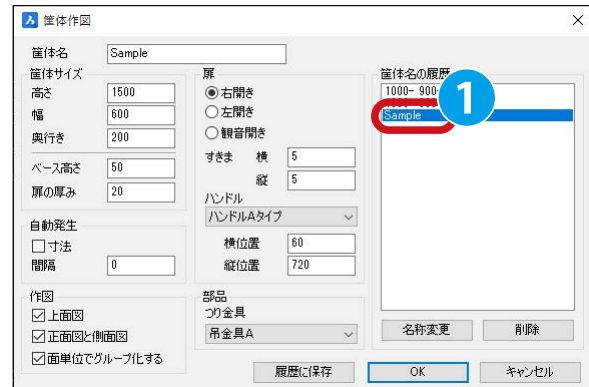 筐体作図
筐体名 Sample
筐体サイズ
高さ 1500
幅 600
奥行き 200
ベース高さ 50
扉の厚み 20
自動発生
寸法
間隔 0
作図
上面図
正面図と側面図
面単位でグループ化する
扉
右開き
左開き
観音開き
すきま 横 5
縦 5
ハンドル
ハンドルAタイプ
横位置 60
縦位置 720
部品
つり金具
吊金具A
筐体名の履歴
1000- 900-
Sample
1
名称変更 削除
履歴に保存 OK キャンセル